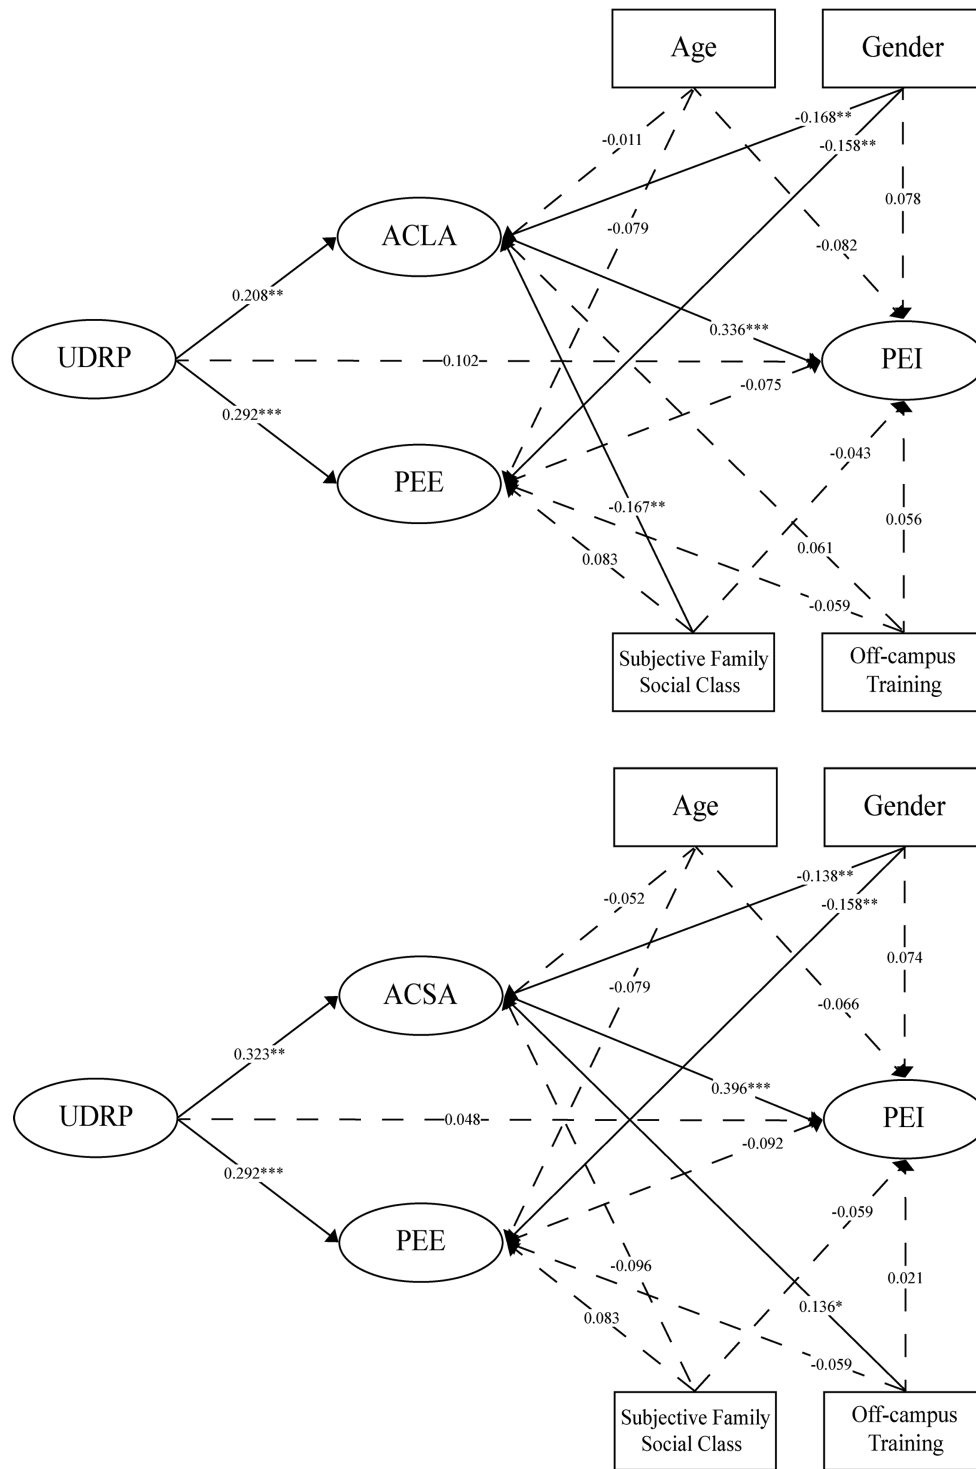 Age
Gender
-0.168**
-0.011
-0.158**
0.078
ACLA
-0.079
-0.082
0.208**
0.336***
UDRP
0.102
PEI
-0.075
0.292***
-0.043
PEE
-0.167**
0.056
0.083
0.061
-0.059
Subjective Family
Social Class
Off-campus
Training
Age
Gender
-0.138**
-0.052
-0.158**
0.074
ACSA
-0.079
-0.066
0.323**
0.396***
UDRP
0.048
PEI
-0.092
0.292***
-0.059
PEE
-0.096
0.021
0.083
0.136*
-0.059
Subjective Family
Social Class
Off-campus
Training